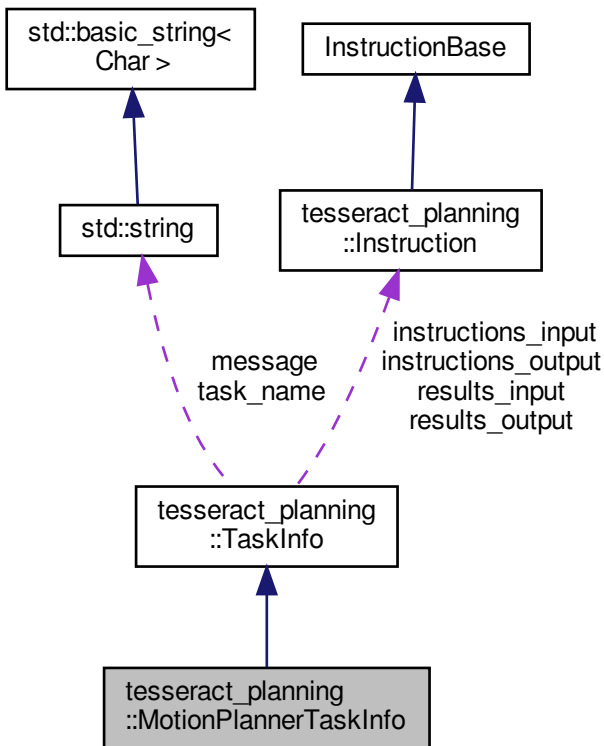 std::basic_string<
Char >
InstructionBase
std::string
tesseract_planning
::Instruction
message
task_name
instructions_input
instructions_output
results_input
results_output
tesseract_planning
::TaskInfo
tesseract_planning
::MotionPlannerTaskInfo